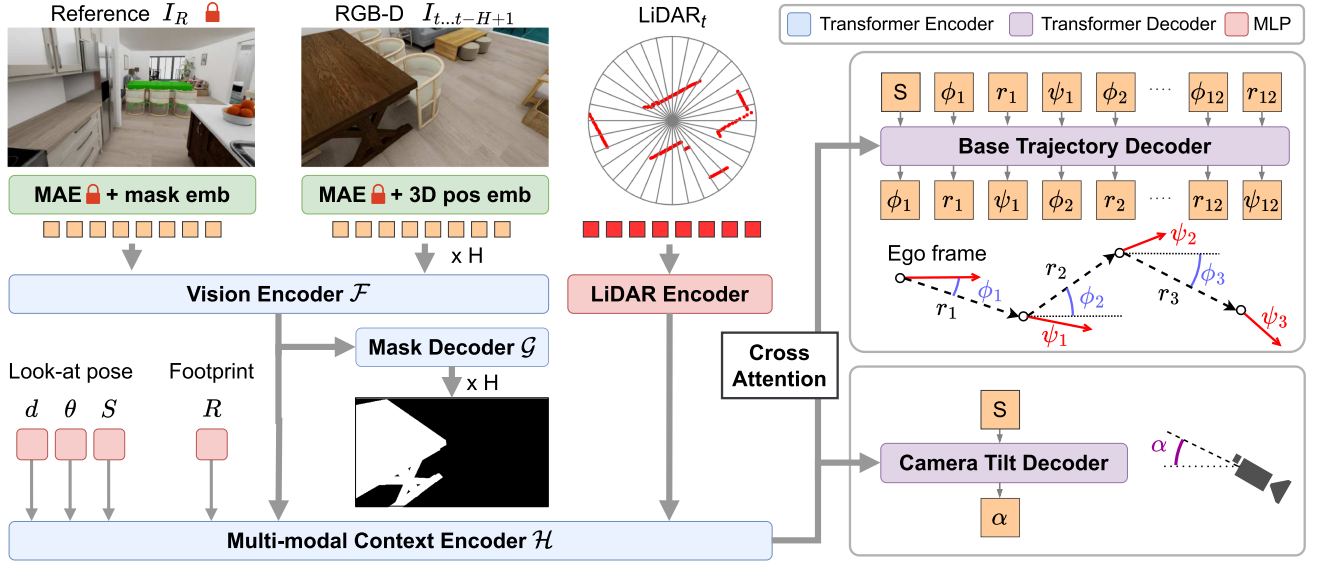 Reference I_R
RGB-D I_{t...t−H+1}
LiDAR_t
Transformer Encoder
Transformer Decoder
MLP
MAE + mask emb
MAE + 3D pos emb
x H
Vision Encoder ℱ
LiDAR Encoder
Mask Decoder 𝒢
x H
Look-at pose
Footprint
d θ S
R
Multi-modal Context Encoder ℋ
Cross
Attention
S ϕ_1 r_1 ψ_1 ϕ_2 .... ϕ_12 r_12
Base Trajectory Decoder
ϕ_1 r_1 ψ_1 ϕ_2 r_2 .... r_12 ψ_12
Ego frame
r_1
ϕ_1
ψ_1
r_2
ϕ_2
ψ_2
r_3
ϕ_3
ψ_3
S
Camera Tilt Decoder
α
α